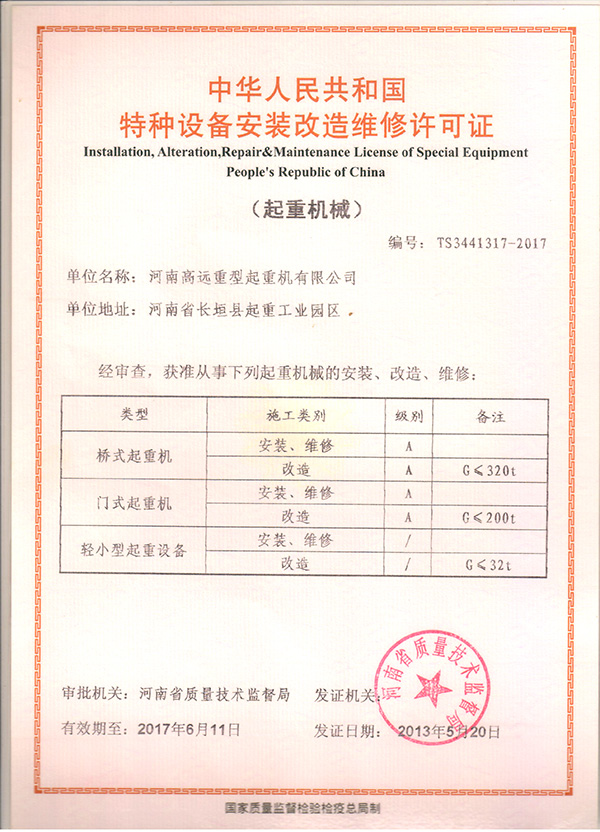 中华人民共和国
特种设备安装改造维修许可证
Installation, Alteration,Repair&Maintenance License of Special Equipment
People's Republic of China
（起重机械）
编号：TS3441317-2017
单位名称：河南高远重型起重机有限公司
单位地址：河南省长垣县起重工业园区
经审查，获准从事下列起重机械的安装、改造、维修：
类型 施工类别 级别 备注
桥式起重机 安装、维修 A
改造 A G≤320t
门式起重机 安装、维修 A
改造 A G≤200t
轻小型起重设备 安装、维修 /
改造 / G≤32t
河南省质量技术监督局
审批机关：河南省质量技术监督局 发证机关：
有效期至：2017年6月11日 发证日期：2013年5月20日
国家质量监督检验检疫总局制